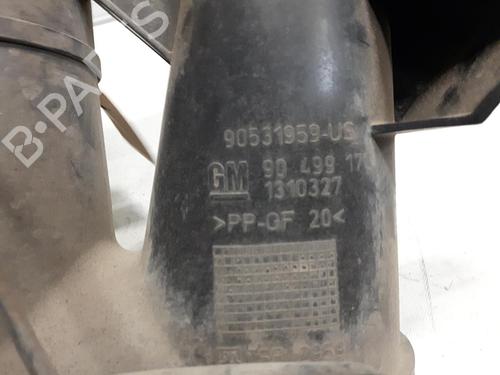 B-PARTS
90531959-US
GM 90 499 17
1310327
>PP-GF 20<